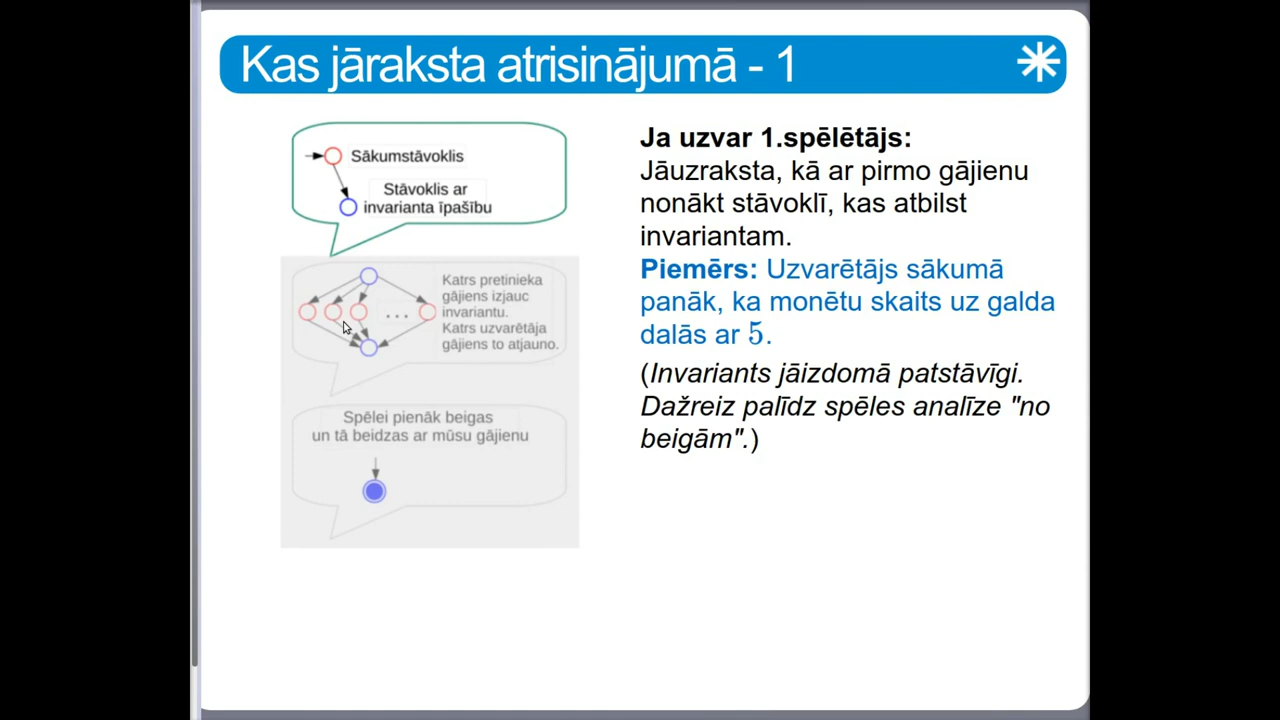 Kas jāraksta atrisinājumā - 1
Sākumstāvoklis
Stāvoklis ar
invarianta īpašību
Katrs pretinieka
gājiens izjauc
invariantu.
Katrs uzvarētāja
gājiens to atjauno.
...
Spēlei pienāk beigas
un tā beidzas ar mūsu gājienu
Ja uzvar 1.spēlētājs:
Jāuzraksta, kā ar pirmo gājienu
nonākt stāvoklī, kas atbilst
invariantam.
Piemērs: Uzvarētājs sākumā
panāk, ka monētu skaits uz galda
dalās ar 5.
(Invariants jāizdomā patstāvīgi.
Dažreiz palīdz spēles analīze "no
beigām".)